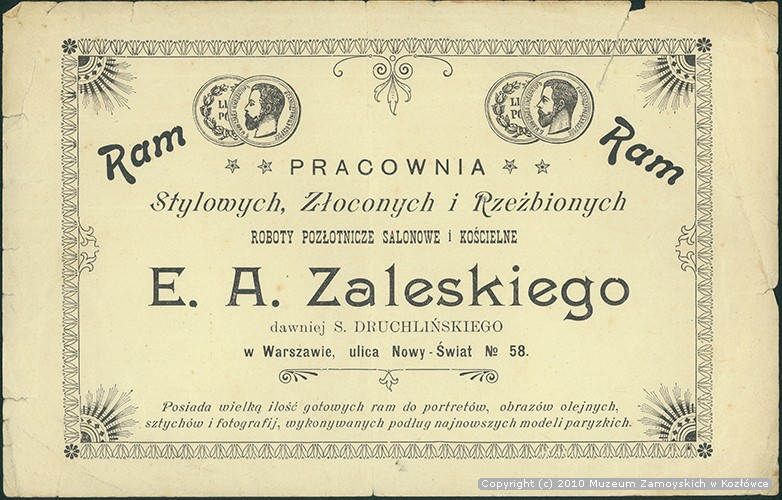 Ram
Ram
PRACOWNIA
Stylowych, Złoconych i Rzeźbionych
ROBOTY POZŁOTNICZE SALONOWE i KOŚCIELNE
E. A. Zaleskiego
dawniej S. DRUCHLIŃSKIEGO
w Warszawie, ulica Nowy-Świat № 58.
Posiada wielką ilość gotowych ram do portretów, obrazów olejnych,
sztychów i fotografij, wykonywanych podług najnowszych modeli paryzkich.
Copyright (c) 2010 Muzeum Zamoyskich w Kozłówce